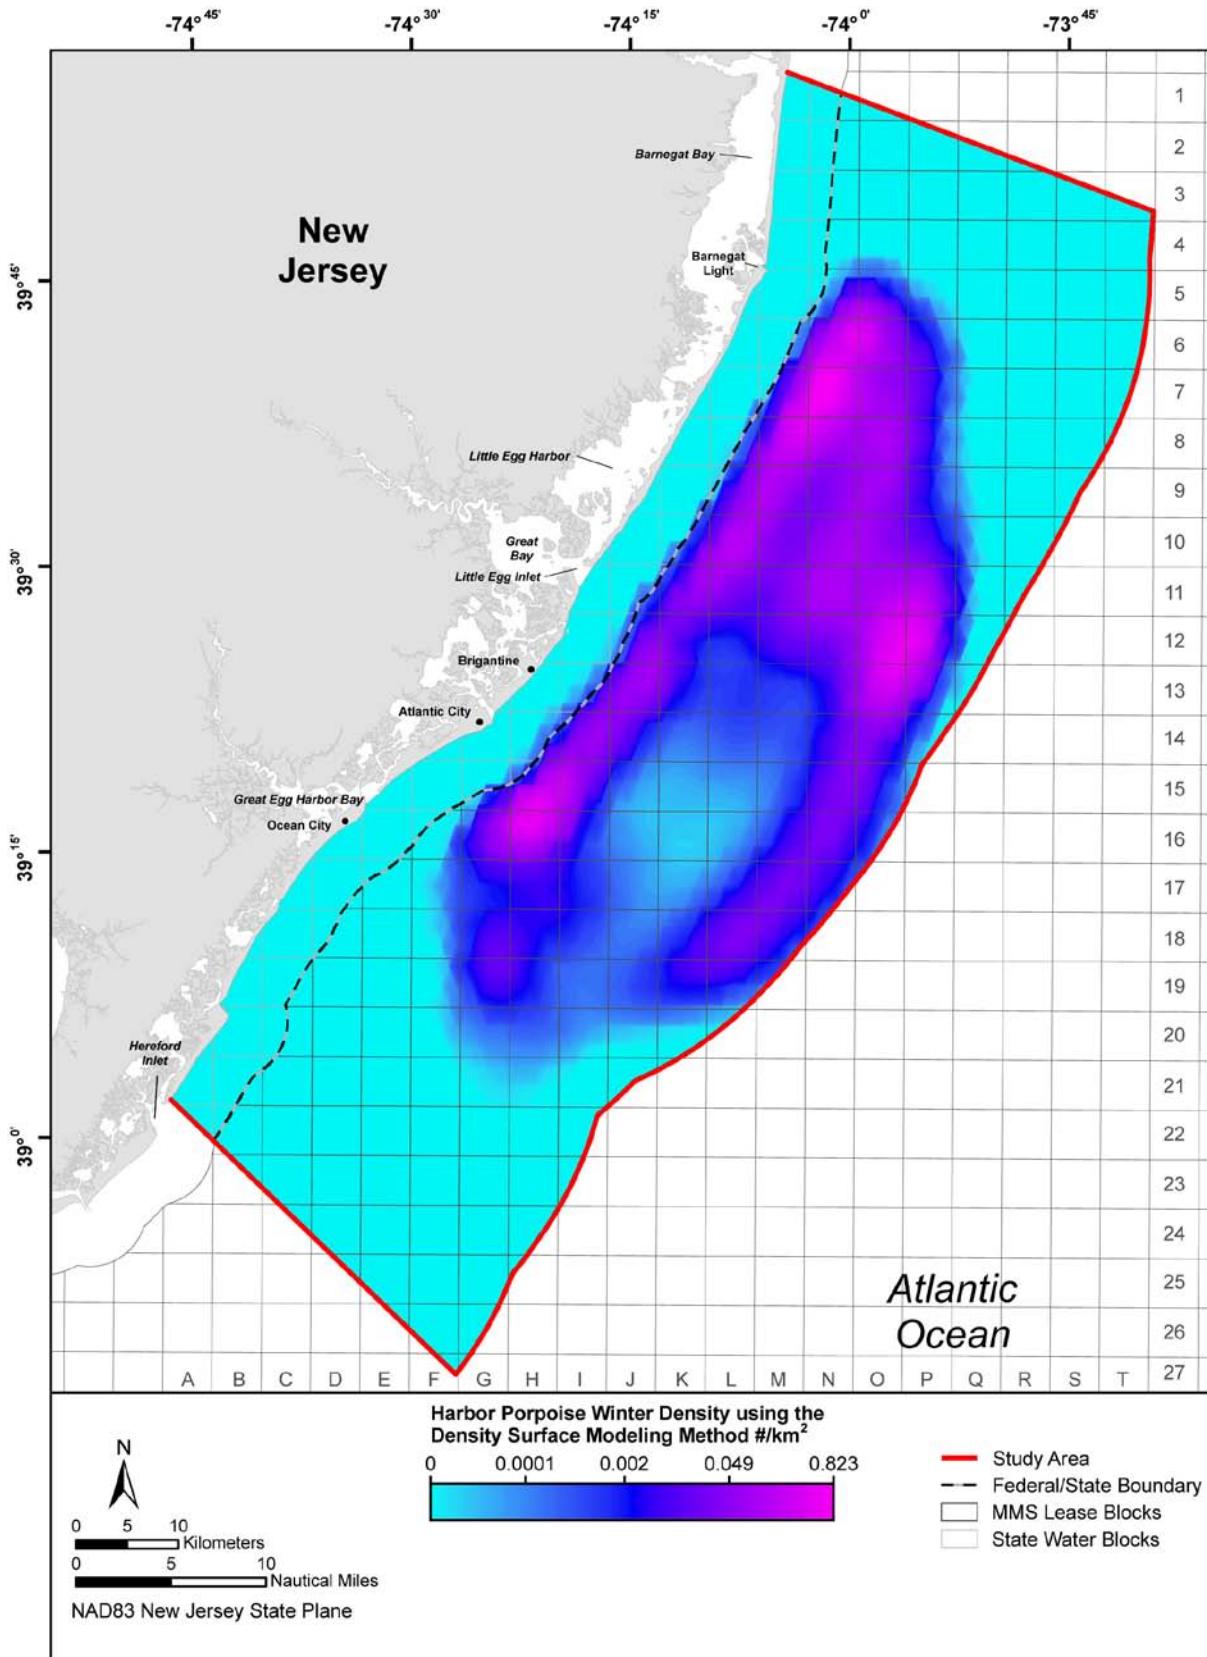 -74° 45'
-74° 30'
-74° 15'
-74° 0'
-73° 45'
39° 45'
39° 30'
39° 15'
39° 0'
New
Jersey
Barnegat Bay
Barnegat
Light
Little Egg Harbor
Great
Bay
Little Egg Inlet
Brigantine
Atlantic City
Great Egg Harbor Bay
Ocean City
Hereford
Inlet
Atlantic
Ocean
1
2
3
4
5
6
7
8
9
10
11
12
13
14
15
16
17
18
19
20
21
22
23
24
25
26
27
A B C D E F G H I J K L M N O P Q R S T
Harbor Porpoise Winter Density using the
Density Surface Modeling Method #/km²
0 0.0001 0.002 0.049 0.823
N
0 5 10
Kilometers
0 5 10
Nautical Miles
NAD83 New Jersey State Plane
Study Area
Federal/State Boundary
MMS Lease Blocks
State Water Blocks